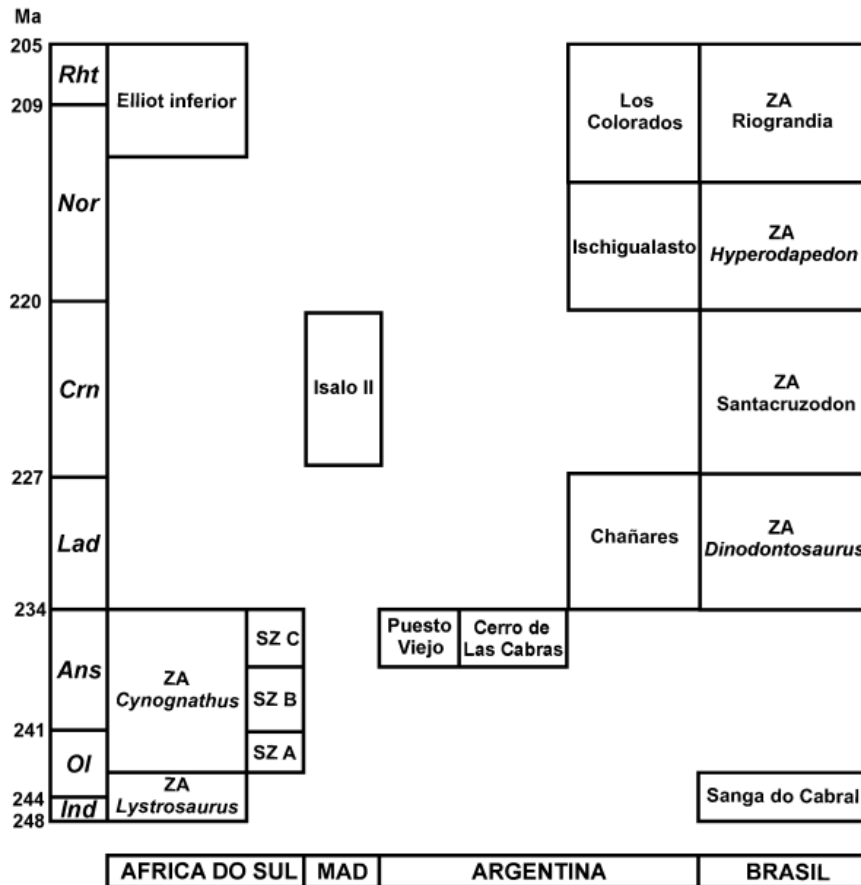 Ma
205
Rht
Elliot inferior
Los
Colorados
ZA
Riograndia
209
Nor
Ischigualasto
ZA
Hyperodapedon
220
Crn
Isalo II
ZA
Santacruzodon
227
Lad
Chañares
ZA
Dinodontosaurus
234
Ans
ZA
Cynognathus
SZ C
SZ B
SZ A
Puesto
Viejo
Cerro de
Las Cabras
241
Ol
ZA
Lystrosaurus
Sanga do Cabral
244
Ind
248
AFRICA DO SUL MAD ARGENTINA BRASIL